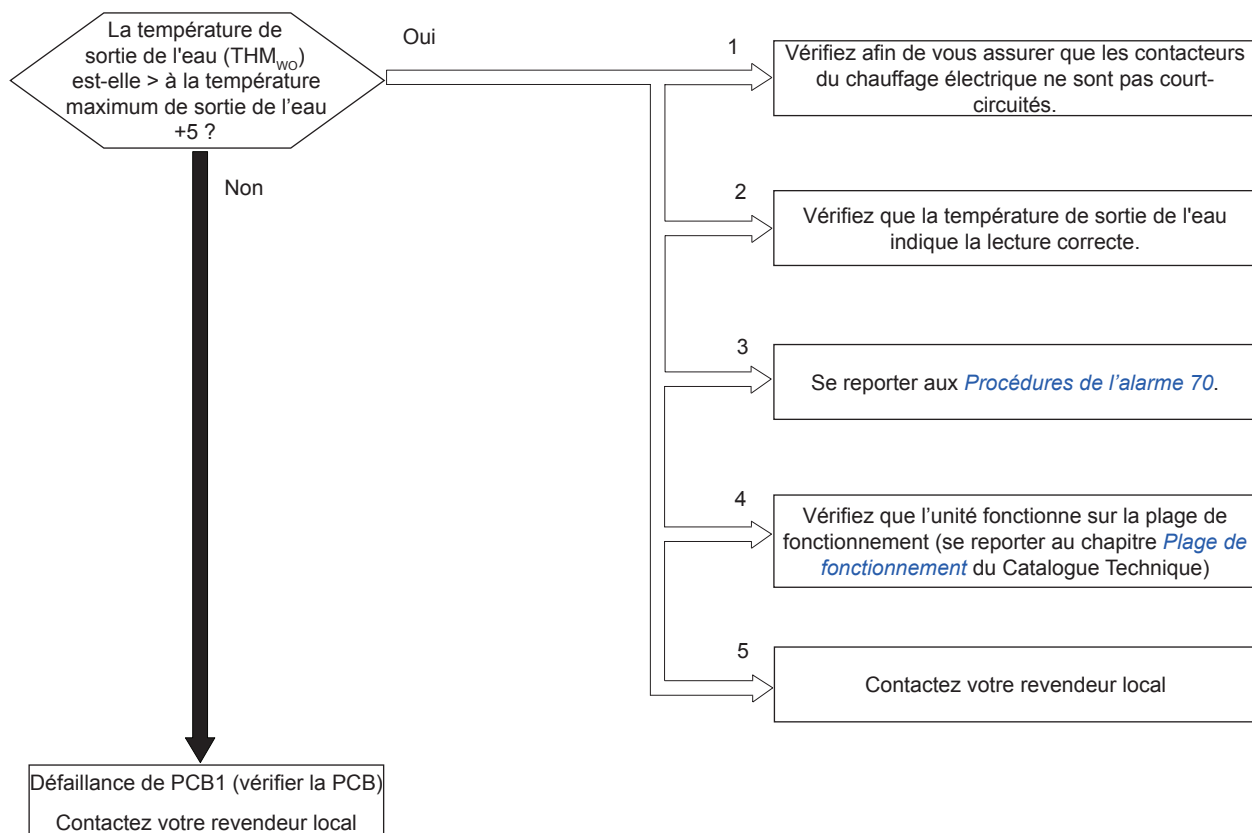 La température de
sortie de l'eau (THM_WO)
est-elle > à la température
maximum de sortie de l’eau
+5 ?
Oui
Non
1
Vérifiez afin de vous assurer que les contacteurs
du chauffage électrique ne sont pas court-
circuités.
2
Vérifiez que la température de sortie de l'eau
indique la lecture correcte.
3
Se reporter aux Procédures de l’alarme 70.
4
Vérifiez que l’unité fonctionne sur la plage de
fonctionnement (se reporter au chapitre Plage de
fonctionnement du Catalogue Technique)
5
Contactez votre revendeur local
Défaillance de PCB1 (vérifier la PCB)
Contactez votre revendeur local